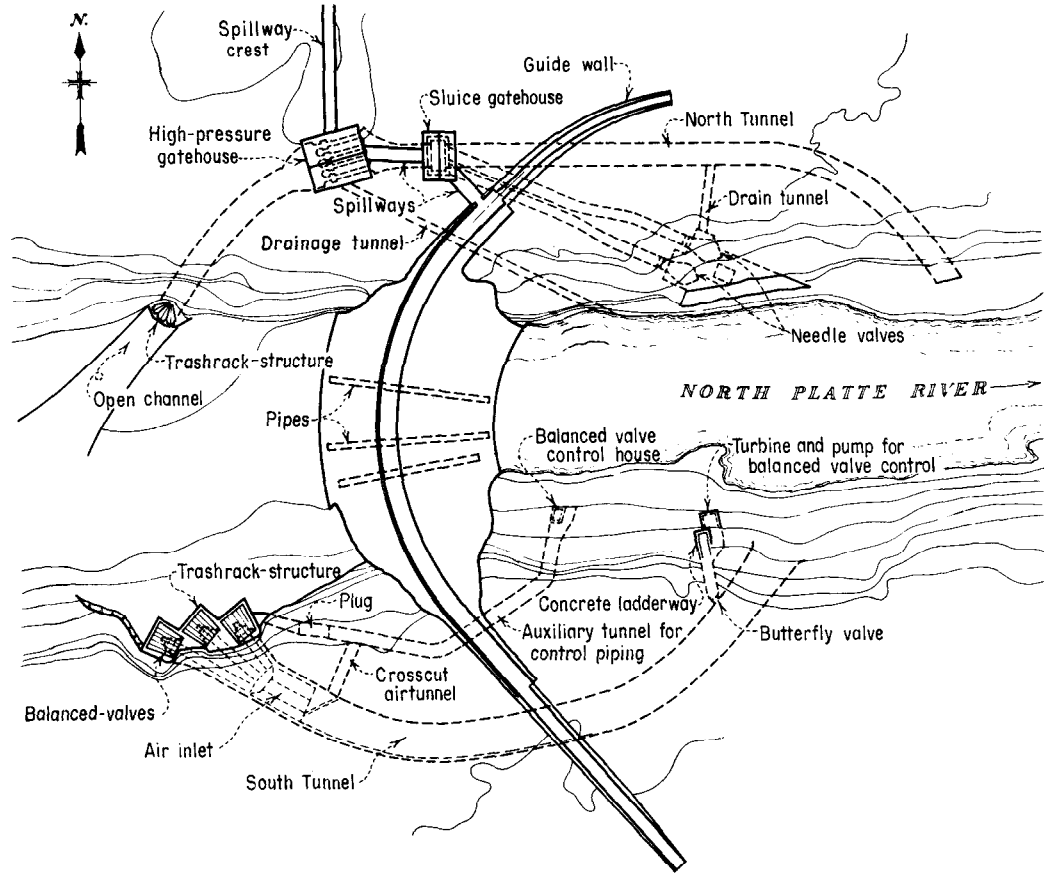 N.
Spillway
crest
Guide wall
Sluice gatehouse
High-pressure
gatehouse
North Tunnel
Spillways
Drain tunnel
Drainage tunnel
Needle valves
Trashrack-structure
Open channel
NORTH PLATTE RIVER
Pipes
Balanced valve
control house
Turbine and pump for
balanced valve control
Trashrack-structure
Plug
Concrete ladderway
Auxiliary tunnel for
control piping
Butterfly valve
Crosscut
airtunnel
Balanced-valves
Air inlet
South Tunnel